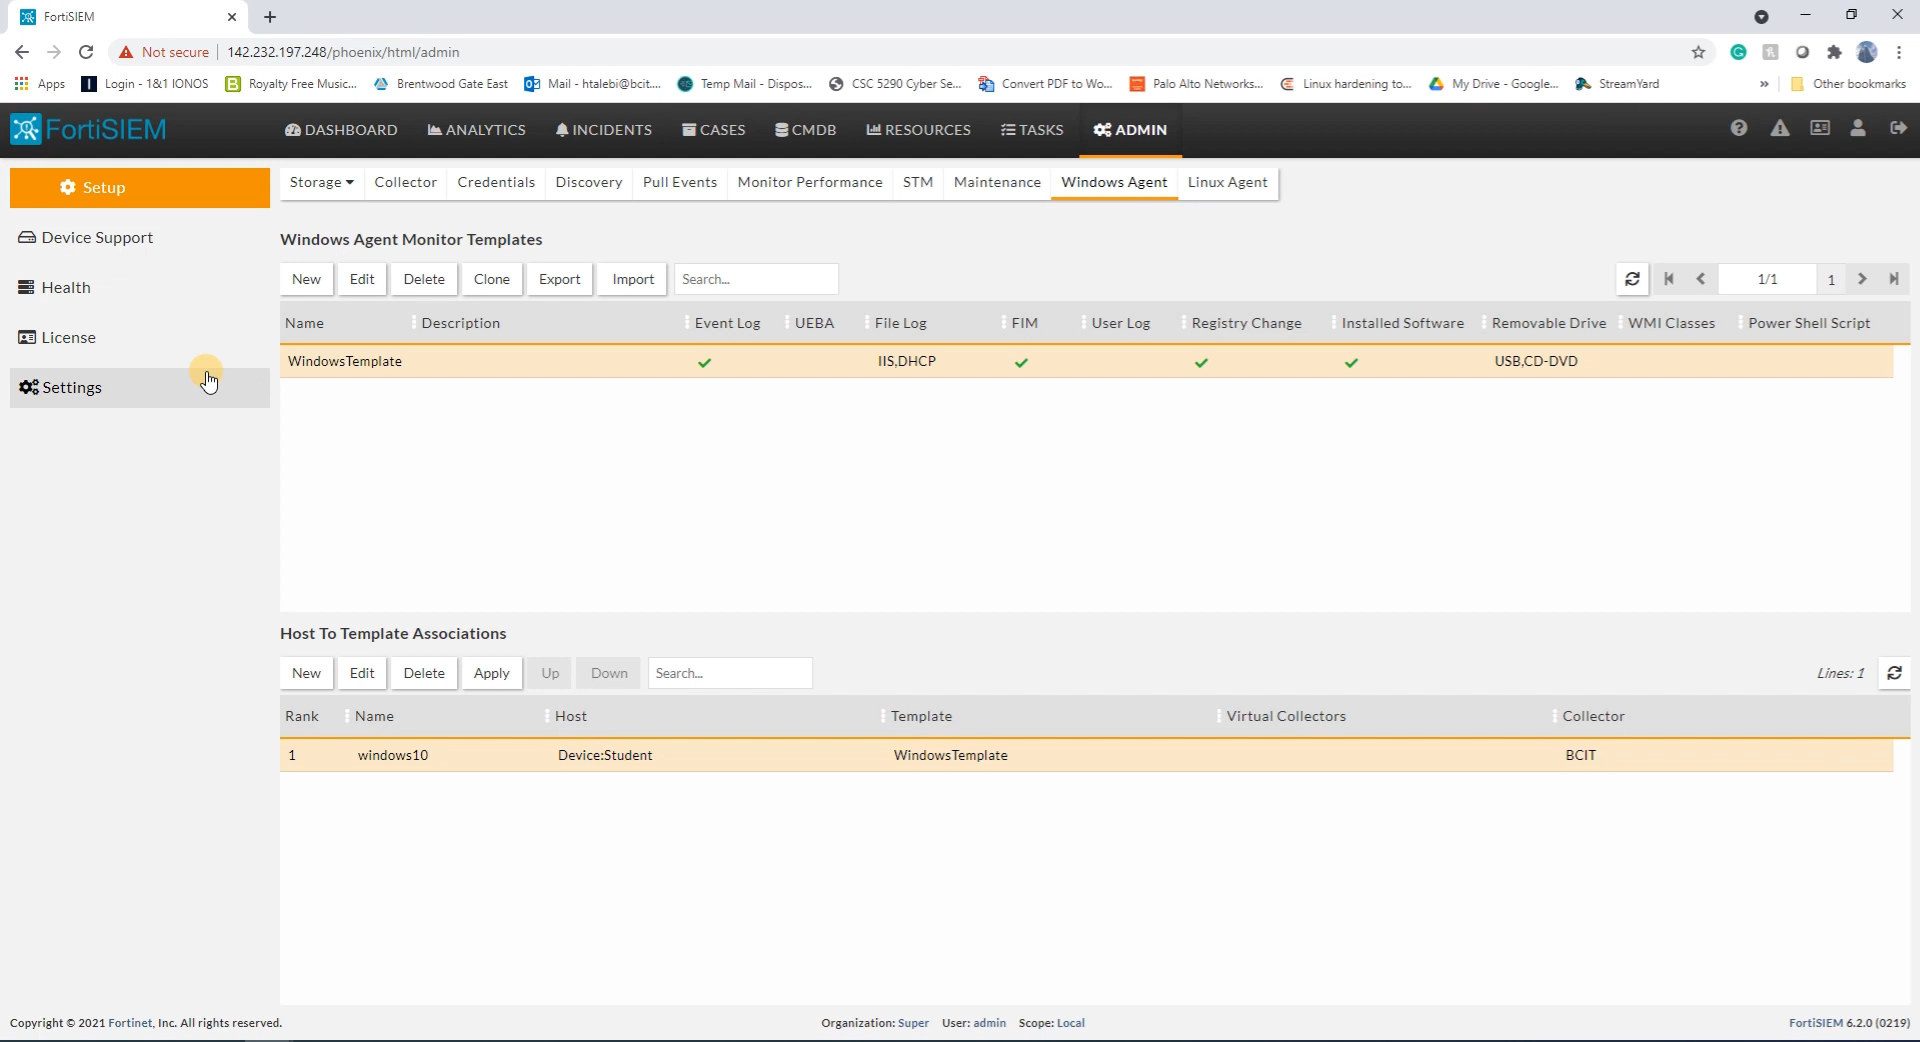 FortiSIEM
Not secure 142.232.197.248/phoenix/html/admin
Apps Login - 1&1 IONOS Royalty Free Music... Brentwood Gate East Mail - htalebi@bcit.... Temp Mail - Dispos... CSC 5290 Cyber Se... Convert PDF to Wo... Palo Alto Networks... Linux hardening to... My Drive - Google... StreamYard » Other bookmarks
FortiSIEM DASHBOARD ANALYTICS INCIDENTS CASES CMDB RESOURCES TASKS ADMIN
Setup
Device Support
Health
License
Settings
Storage Collector Credentials Discovery Pull Events Monitor Performance STM Maintenance Windows Agent Linux Agent
Windows Agent Monitor Templates
New Edit Delete Clone Export Import Search... 1/1 1
Name Description Event Log UEBA File Log FIM User Log Registry Change Installed Software Removable Drive WMI Classes Power Shell Script
WindowsTemplate IIS,DHCP USB,CD-DVD
Host To Template Associations
New Edit Delete Apply Up Down Search... Lines: 1
Rank Name Host Template Virtual Collectors Collector
1 windows10 Device:Student WindowsTemplate BCIT
Copyright © 2021 Fortinet, Inc. All rights reserved. Organization: Super User: admin Scope: Local FortiSIEM 6.2.0 (0219)